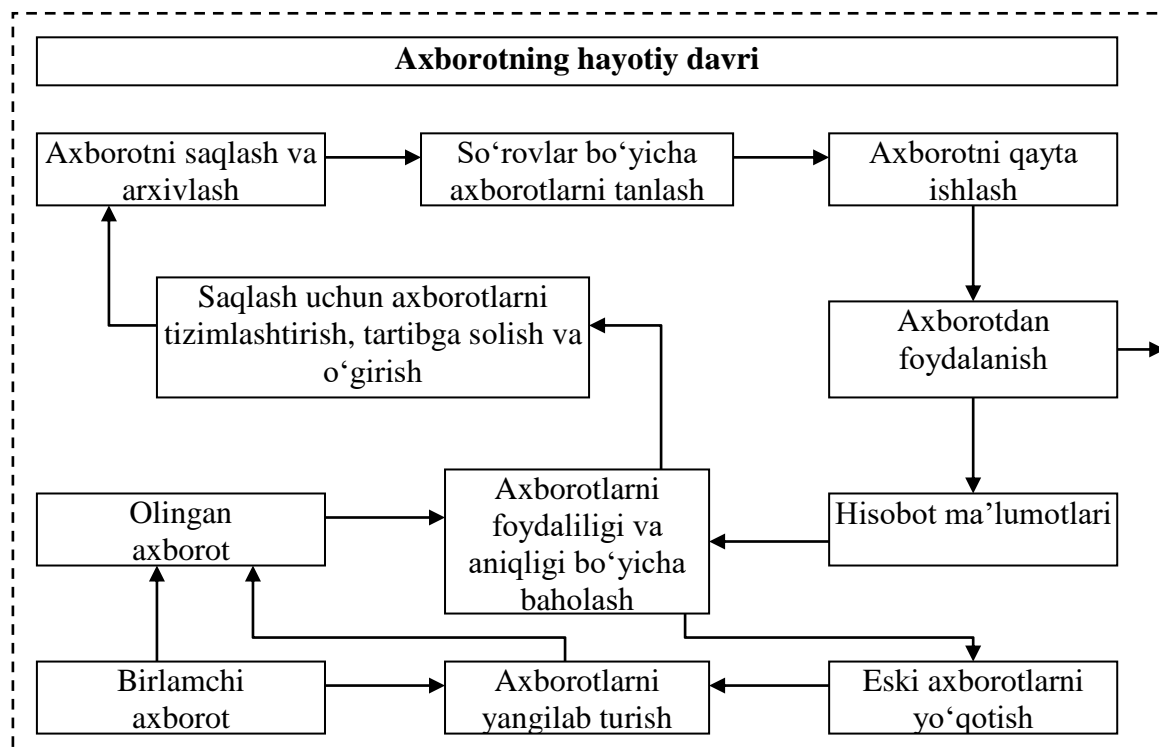 Axborotning hayotiy davri
Axborotni saqlash va
arxivlash
So‘rovlar bo‘yicha
axborotlarni tanlash
Axborotni qayta
ishlash
Saqlash uchun axborotlarni
tizimlashtirish, tartibga solish va
o‘girish
Axborotdan
foydalanish
Olingan
axborot
Axborotlarni
foydaliligi va
aniqligi bo‘yicha
baholash
Hisobot ma’lumotlari
Birlamchi
axborot
Axborotlarni
yangilab turish
Eski axborotlarni
yo‘qotish